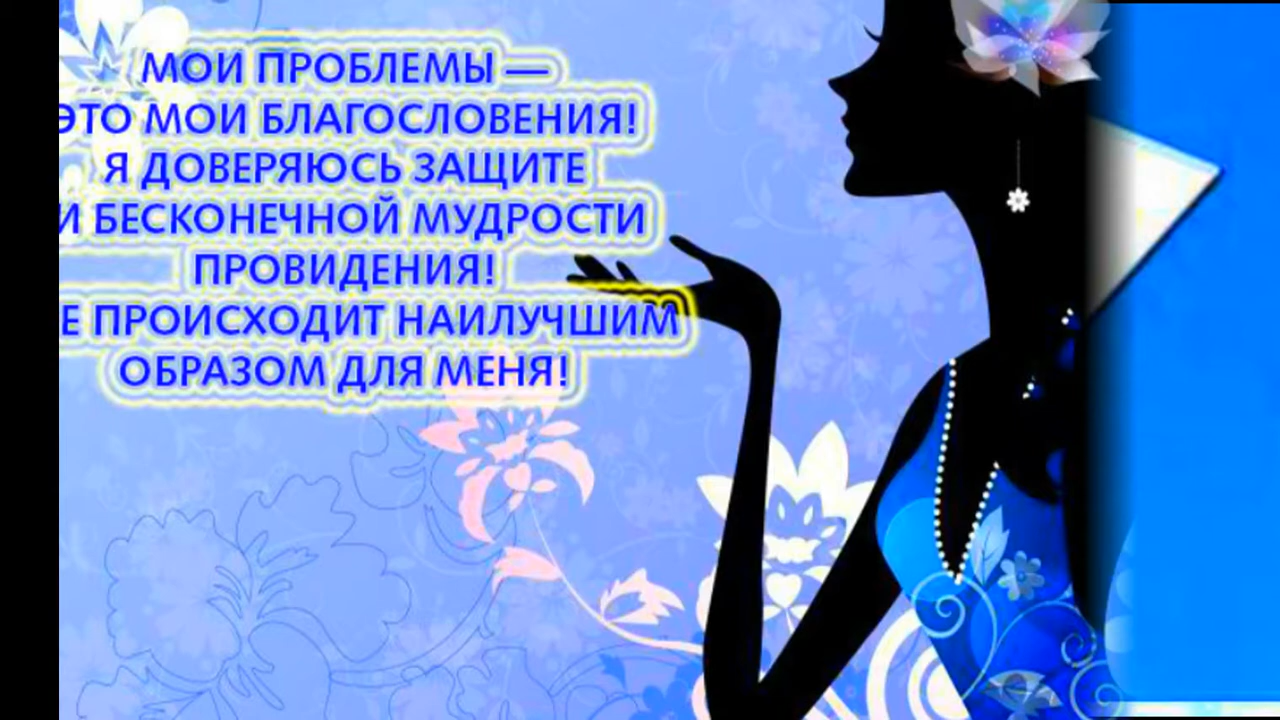 МОИ ПРОБЛЕМЫ —
ЭТО МОИ БЛАГОСЛОВЕНИЯ!
Я ДОВЕРЯЮСЬ ЗАЩИТЕ
И БЕСКОНЕЧНОЙ МУДРОСТИ
ПРОВИДЕНИЯ!
Е ПРОИСХОДИТ НАИЛУЧШИМ
ОБРАЗОМ ДЛЯ МЕНЯ!